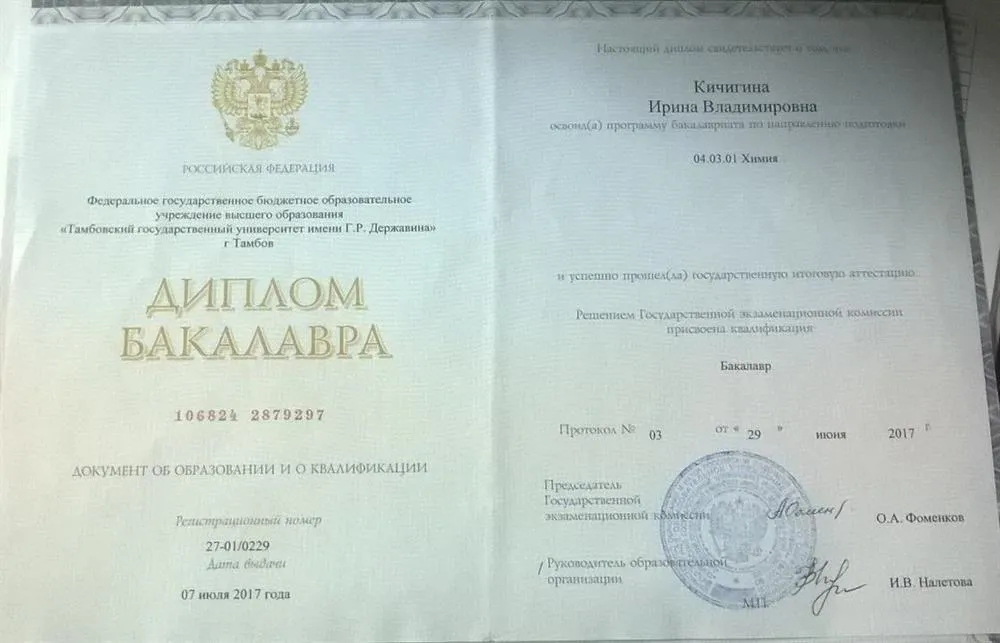 РОССИЙСКАЯ ФЕДЕРАЦИЯ
Федеральное государственное бюджетное образовательное
учреждение высшего образования
«Тамбовский государственный университет имени Г.Р. Державина»
г Тамбов
ДИПЛОМ
БАКАЛАВРА
106824 2879297
ДОКУМЕНТ ОБ ОБРАЗОВАНИИ И О КВАЛИФИКАЦИИ
Регистрационный номер
27-01/0229
Дата выдачи
07 июля 2017 года
Настоящий диплом свидетельствует о том, что
Кичигина
Ирина Владимировна
освоил(а) программу бакалавриата по направлению подготовки
04.03.01 Химия
и успешно прошел(ла) государственную итоговую аттестацию
Решением Государственной экзаменационной комиссии
присвоена квалификация
Бакалавр
Протокол № 03 от « 29 » июня 2017 г
Председатель
Государственной
экзаменационной комиссии
О.А. Фоменков
Руководитель образовательной
организации
И.В. Налетова
М.П.